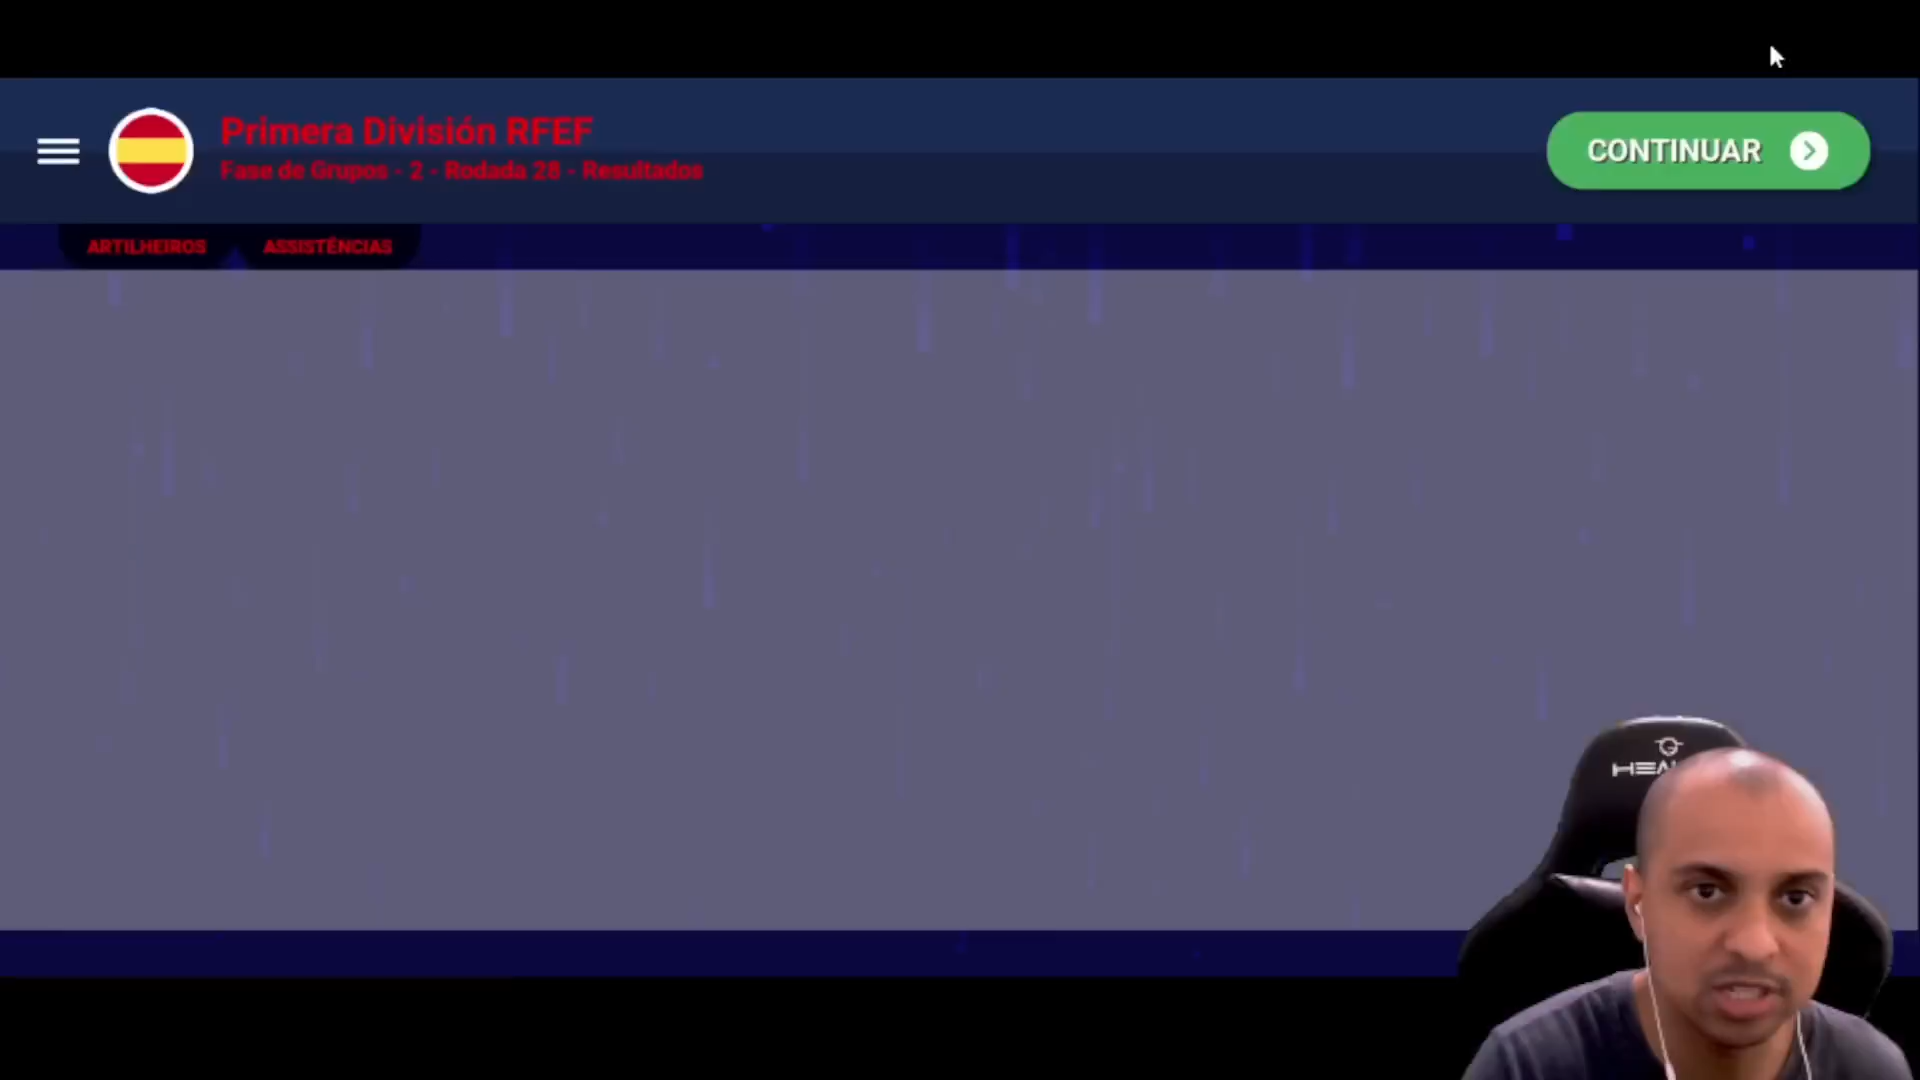 Primera División RFEF
Fase de Grupos - 2 - Rodada 28 - Resultados
CONTINUAR
ARTILHEIROS
ASSISTÊNCIAS